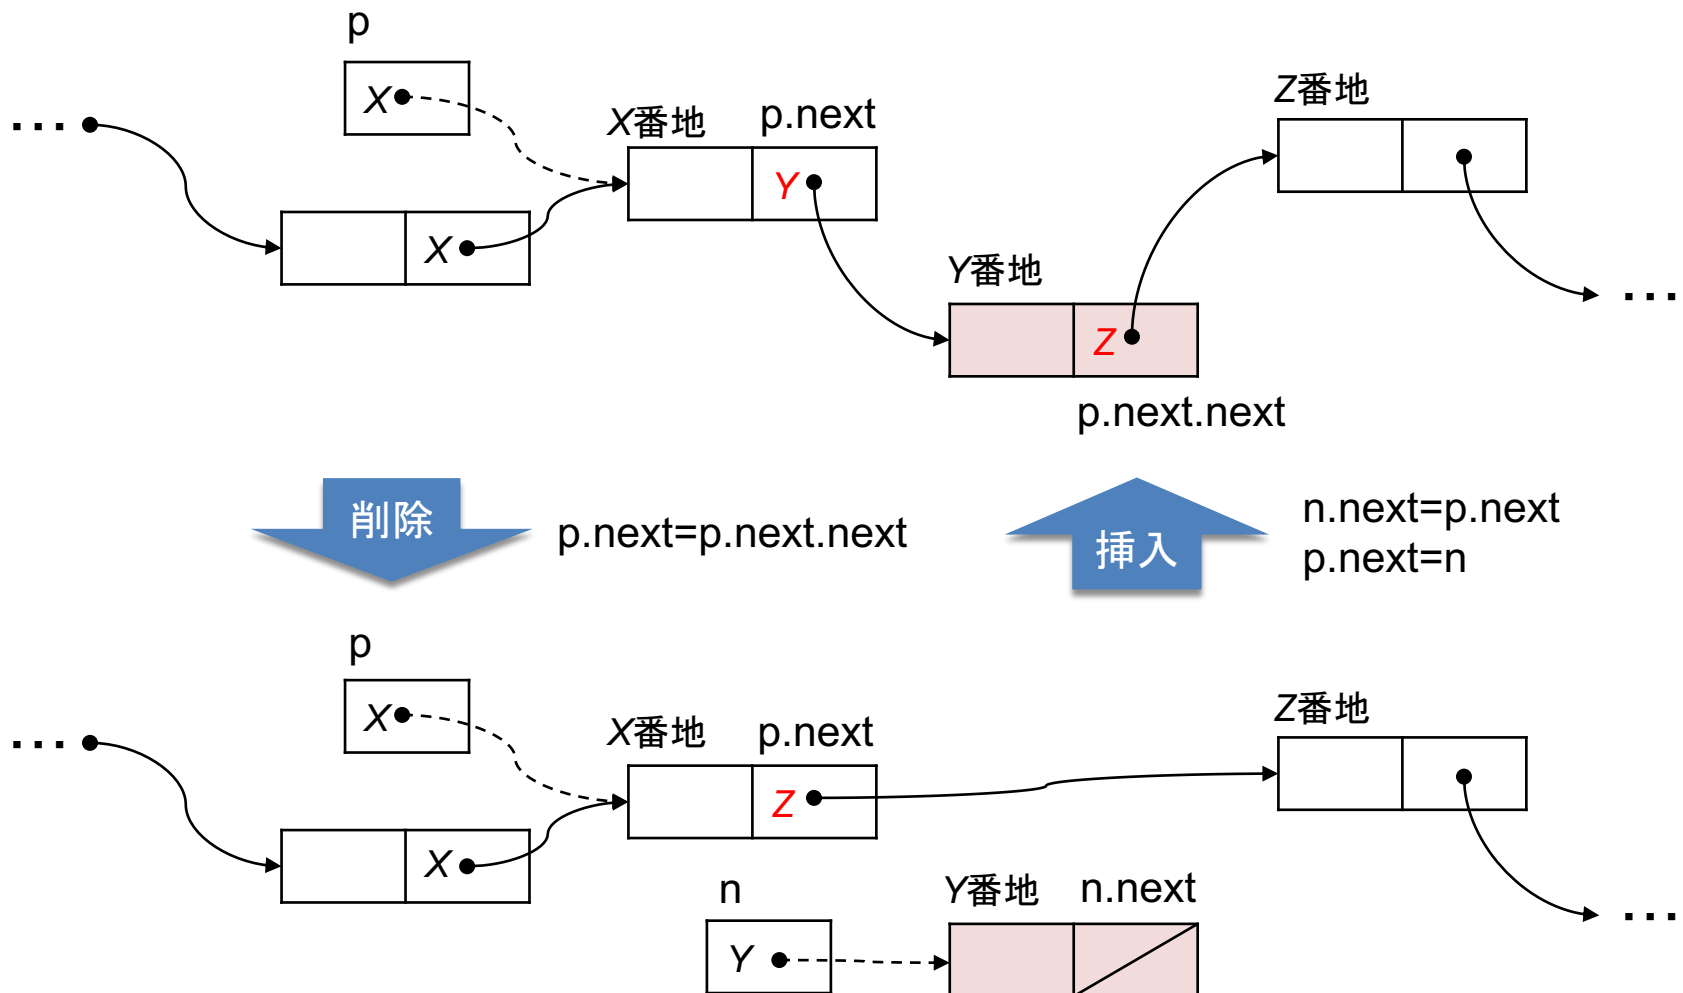 p
X
X番地
p.next
Z番地
...
Y
X
Y番地
...
Z
p.next.next
削除
p.next=p.next.next
挿入
n.next=p.next
p.next=n
p
X
X番地
p.next
Z番地
...
Z
X
n
Y番地
n.next
...
Y